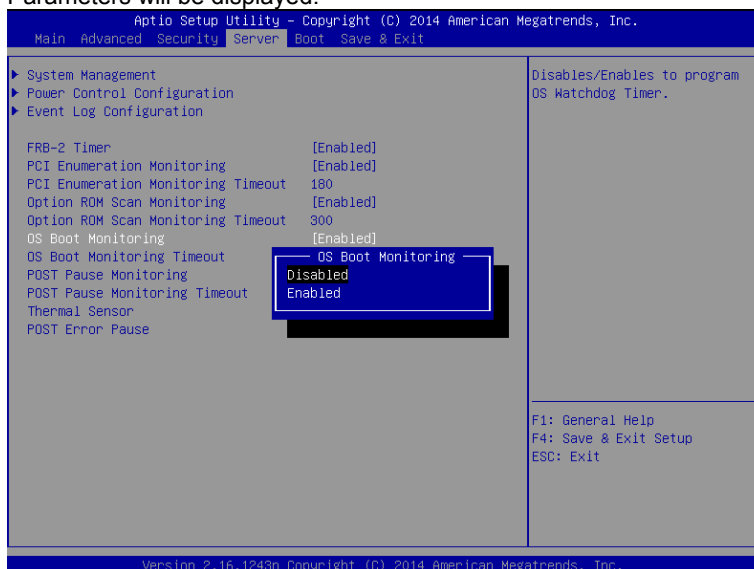 Parameters will be displayed.
Aptio Setup Utility – Copyright (C) 2014 American Megatrends, Inc.
Main Advanced Security Server Boot Save & Exit
System Management
Power Control Configuration
Event Log Configuration
FRB-2 Timer [Enabled]
PCI Enumeration Monitoring [Enabled]
PCI Enumeration Monitoring Timeout 180
Option ROM Scan Monitoring [Enabled]
Option ROM Scan Monitoring Timeout 300
OS Boot Monitoring [Enabled]
OS Boot Monitoring Timeout
POST Pause Monitoring
POST Pause Monitoring Timeout
Thermal Sensor
POST Error Pause
OS Boot Monitoring
Disabled
Enabled
Disables/Enables to program
OS Watchdog Timer.
F1: General Help
F4: Save & Exit Setup
ESC: Exit
Version 2.16.1243n Copyright (C) 2014 American Megatrends, Inc.